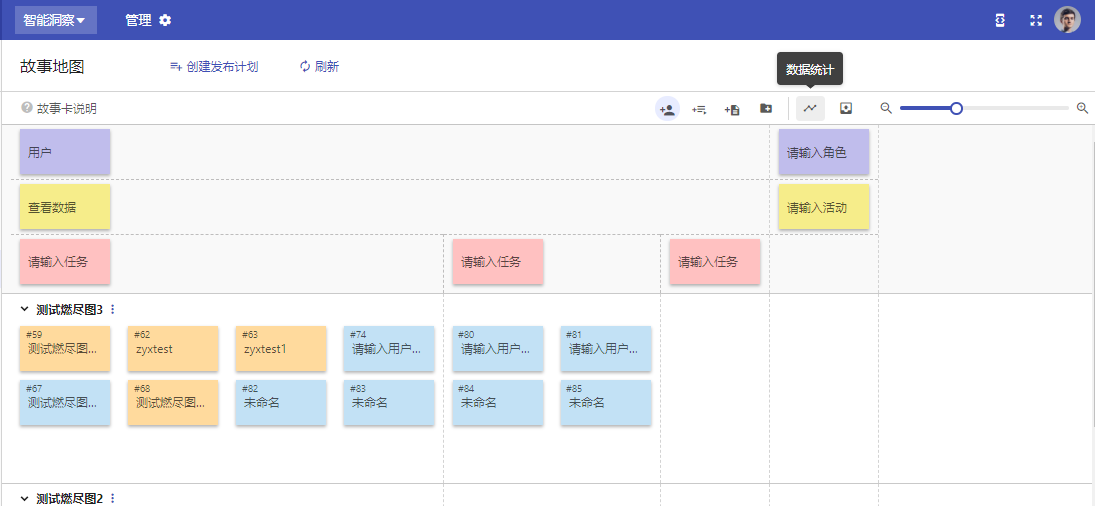 智能洞察
管理
故事地图
创建发布计划
刷新
数据统计
故事卡说明
用户
请输入角色
查看数据
请输入活动
请输入任务
请输入任务
请输入任务
测试燃尽图3
#59
测试燃尽图...
#62
zyxtest
#63
zyxtest1
#74
请输入用户...
#80
请输入用户...
#81
请输入用户...
#67
测试燃尽图...
#68
测试燃尽图...
#82
未命名
#83
未命名
#84
未命名
#85
未命名
测试燃尽图2